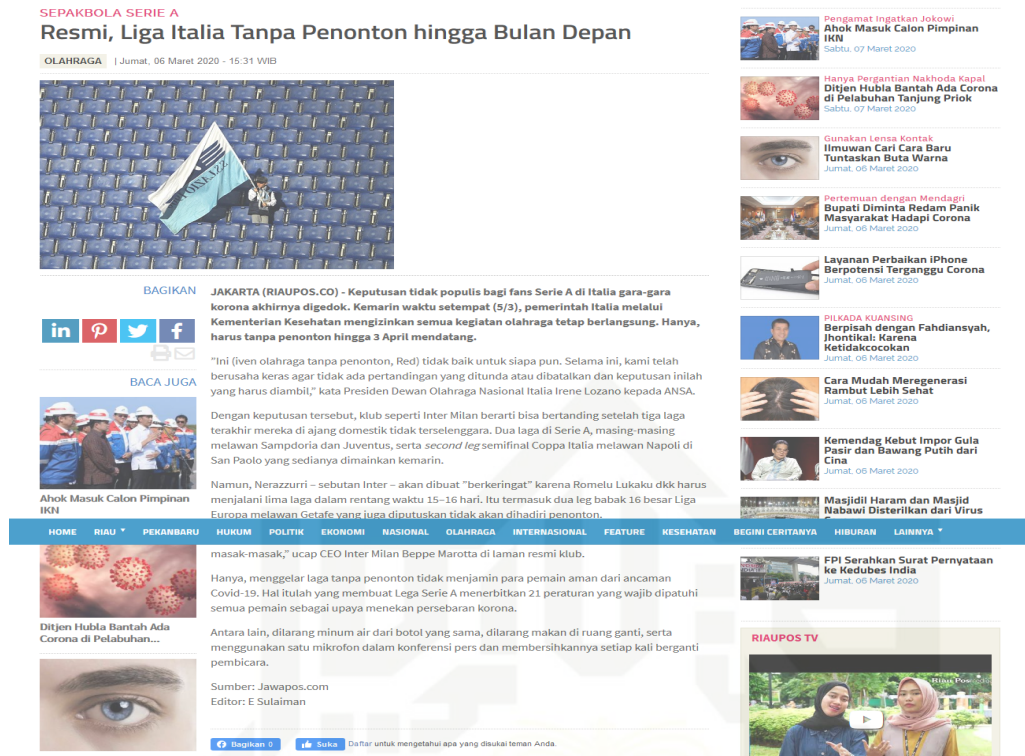 SEPAKBOLA SERIE A
Resmi, Liga Italia Tanpa Penonton hingga Bulan Depan
OLAHRAGA | Jumat, 06 Maret 2020 - 15:31 WIB
BAGIKAN
in
f
BACA JUGA
Ahok Masuk Calon Pimpinan
IKN
JAKARTA (RIAUPOS.CO) - Keputusan tidak populis bagi fans Serie A di Italia gara-gara
korona akhirnya digedok. Kemarin waktu setempat (5/3), pemerintah Italia melalui
Kementerian Kesehatan mengizinkan semua kegiatan olahraga tetap berlangsung. Hanya,
harus tanpa penonton hingga 3 April mendatang.
"Ini (iven olahraga tanpa penonton, Red) tidak baik untuk siapa pun. Selama ini, kami telah
berusaha keras agar tidak ada pertandingan yang ditunda atau dibatalkan dan keputusan inilah
yang harus diambil," kata Presiden Dewan Olahraga Nasional Italia Irene Lozano kepada ANSA.
Dengan keputusan tersebut, klub seperti Inter Milan berarti bisa bertanding setelah tiga laga
terakhir mereka di ajang domestik tidak terselenggara. Dua laga di Serie A, masing-masing
melawan Sampdoria dan Juventus, serta second leg semifinal Coppa Italia melawan Napoli di
San Paolo yang sedianya dimainkan kemarin.
Namun, Nerazzurri – sebutan Inter – akan dibuat "berkeringat" karena Romelu Lukaku dkk harus
menjalani lima laga dalam rentang waktu 15–16 hari. Itu termasuk dua leg babak 16 besar Liga
Europa melawan Getafe yang juga diputuskan tidak akan dihadiri penonton.
HOME RIAU PEKANBARU HUKUM POLITIK EKONOMI NASIONAL OLAHRAGA INTERNASIONAL FEATURE KESEHATAN BEGINI CERITANYA HIBURAN LAINNYA
masak-masak," ucap CEO Inter Milan Beppe Marotta di laman resmi klub.
Hanya, menggelar laga tanpa penonton tidak menjamin para pemain aman dari ancaman
Covid-19. Hal itulah yang membuat Lega Serie A menerbitkan 21 peraturan yang wajib dipatuhi
semua pemain sebagai upaya menekan persebaran korona.
Antara lain, dilarang minum air dari botol yang sama, dilarang makan di ruang ganti, serta
menggunakan satu mikrofon dalam konferensi pers dan membersihkannya setiap kali berganti
pembicara.
Sumber: Jawapos.com
Editor: E Sulaiman
Bagikan 0 Suka Daftar untuk mengetahui apa yang disukai teman Anda.
Ditjen Hubla Bantah Ada
Corona di Pelabuhan...
Pengamat Ingatkan Jokowi
Ahok Masuk Calon Pimpinan
IKN
Sabtu, 07 Maret 2020
Hanya Pergantian Nakhoda Kapal
Ditjen Hubla Bantah Ada Corona
di Pelabuhan Tanjung Priok
Sabtu, 07 Maret 2020
Gunakan Lensa Kontak
Ilmuwan Cari Cara Baru
Tuntaskan Buta Warna
Jumat, 06 Maret 2020
Pertemuan dengan Mendagri
Bupati Diminta Redam Panik
Masyarakat Hadapi Corona
Jumat, 06 Maret 2020
Layanan Perbaikan iPhone
Berpotensi Terganggu Corona
Jumat, 06 Maret 2020
PILKADA KUANSING
Berpisah dengan Fahdiansyah,
Jhontikal: Karena
Ketidakcocokan
Jumat, 06 Maret 2020
Cara Mudah Meregenerasi
Rambut Lebih Sehat
Jumat, 06 Maret 2020
Kemendag Kebut Impor Gula
Pasir dan Bawang Putih dari
Cina
Jumat, 06 Maret 2020
Masjidil Haram dan Masjid
Nabawi Disterilkan dari Virus
FPI Serahkan Surat Pernyataan
ke Kedubes India
Jumat, 06 Maret 2020
RIAUPOS TV